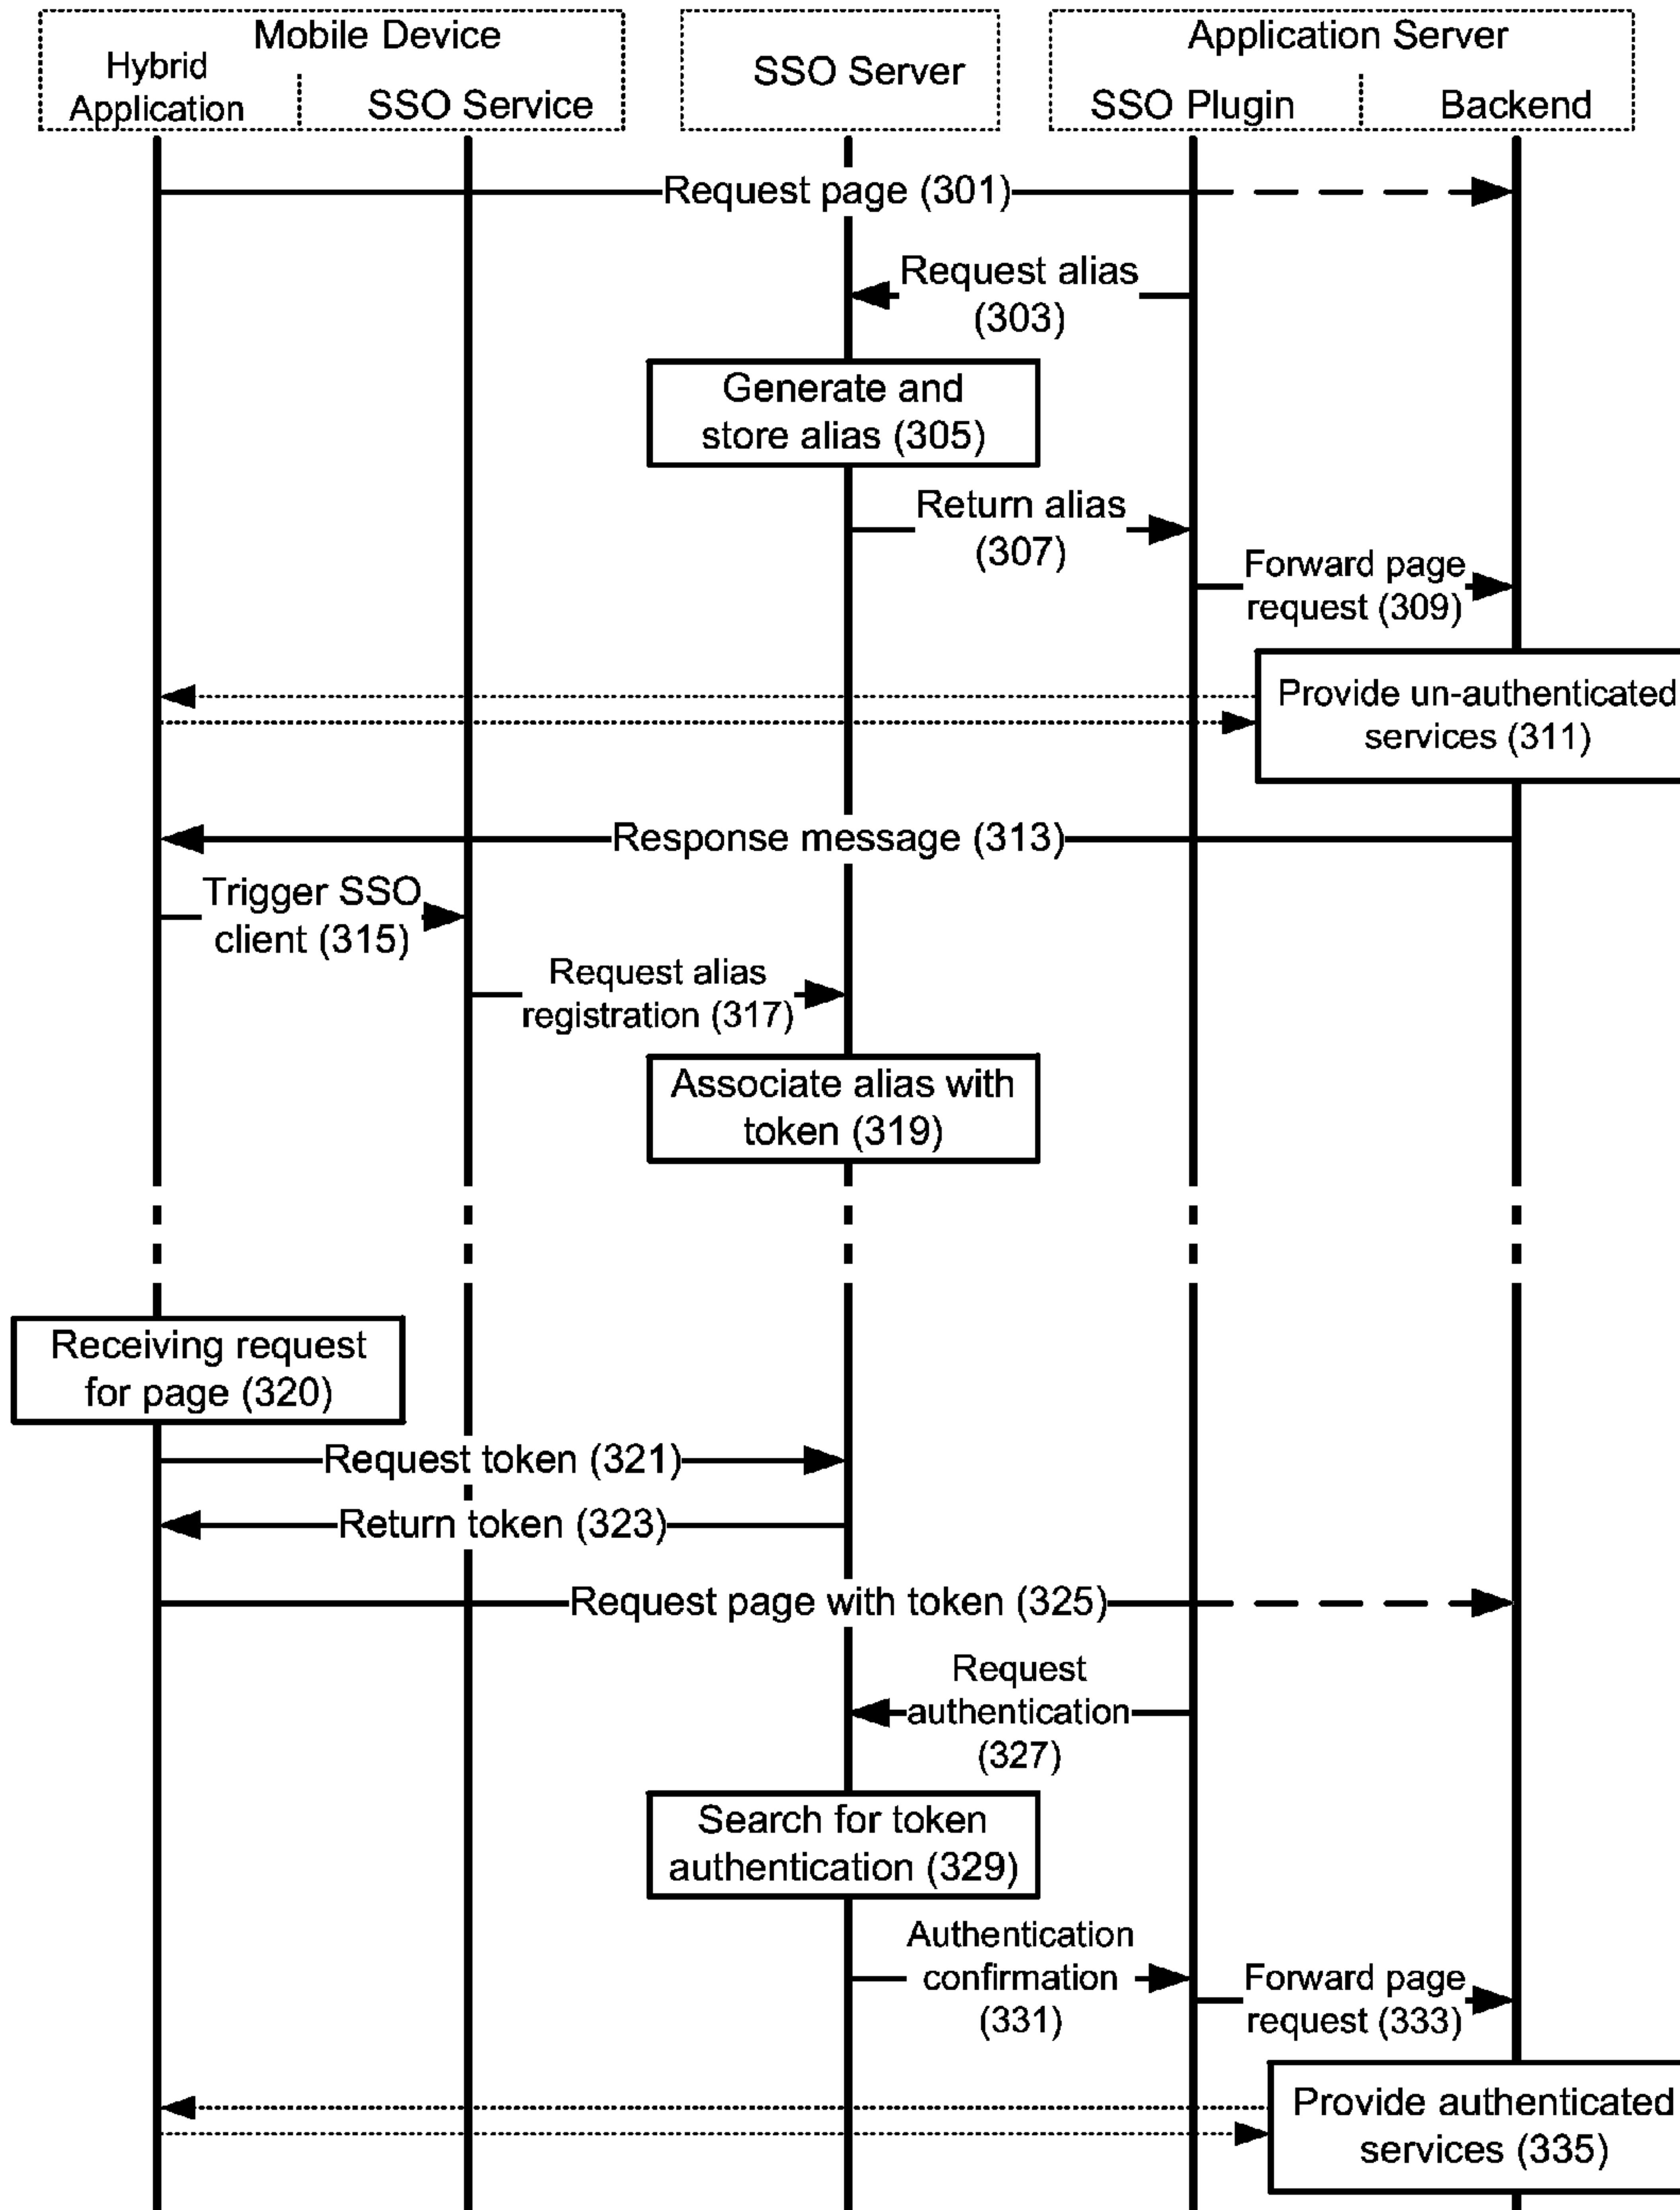 Mobile Device
Hybrid
Application
SSO Service
SSO Server
Application Server
SSO Plugin
Backend
Request page (301)
Request alias
(303)
Generate and
store alias (305)
Return alias
(307)
Forward page
request (309)
Provide un-authenticated
services (311)
Response message (313)
Trigger SSO
client (315)
Request alias
registration (317)
Associate alias with
token (319)
Receiving request
for page (320)
Request token (321)
Return token (323)
Request page with token (325)
Request
authentication
(327)
Search for token
authentication (329)
Authentication
confirmation
(331)
Forward page
request (333)
Provide authenticated
services (335)